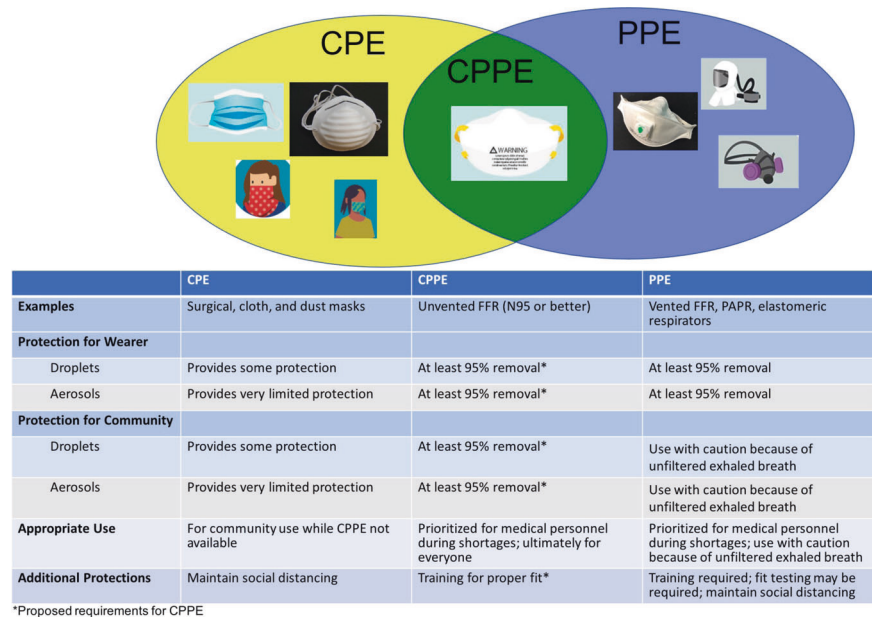 CPE
PPE
CPPE
WARNING
CPE
CPPE
PPE
Examples
Surgical, cloth, and dust masks
Unvented FFR (N95 or better)
Vented FFR, PAPR, elastomeric
respirators
Protection for Wearer
Droplets
Provides some protection
At least 95% removal*
At least 95% removal
Aerosols
Provides very limited protection
At least 95% removal*
At least 95% removal
Protection for Community
Droplets
Provides some protection
At least 95% removal*
Use with caution because of
unfiltered exhaled breath
Aerosols
Provides very limited protection
At least 95% removal*
Use with caution because of
unfiltered exhaled breath
Appropriate Use
For community use while CPPE not
available
Prioritized for medical personnel
during shortages; ultimately for
everyone
Prioritized for medical personnel
during shortages; use with caution
because of unfiltered exhaled breath
Additional Protections
Maintain social distancing
Training for proper fit*
Training required; fit testing may be
required; maintain social distancing
*Proposed requirements for CPPE